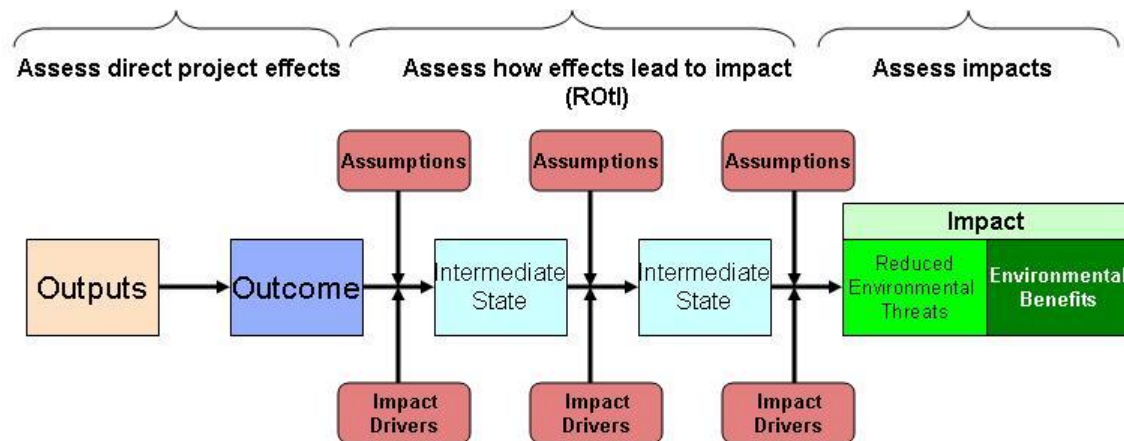 Assess direct project effects
Assess how effects lead to impact
(ROtI)
Assess impacts
Assumptions
Assumptions
Assumptions
Outputs
Outcome
Intermediate
State
Intermediate
State
Impact
Reduced
Environmental
Threats
Environmental
Benefits
Impact
Drivers
Impact
Drivers
Impact
Drivers